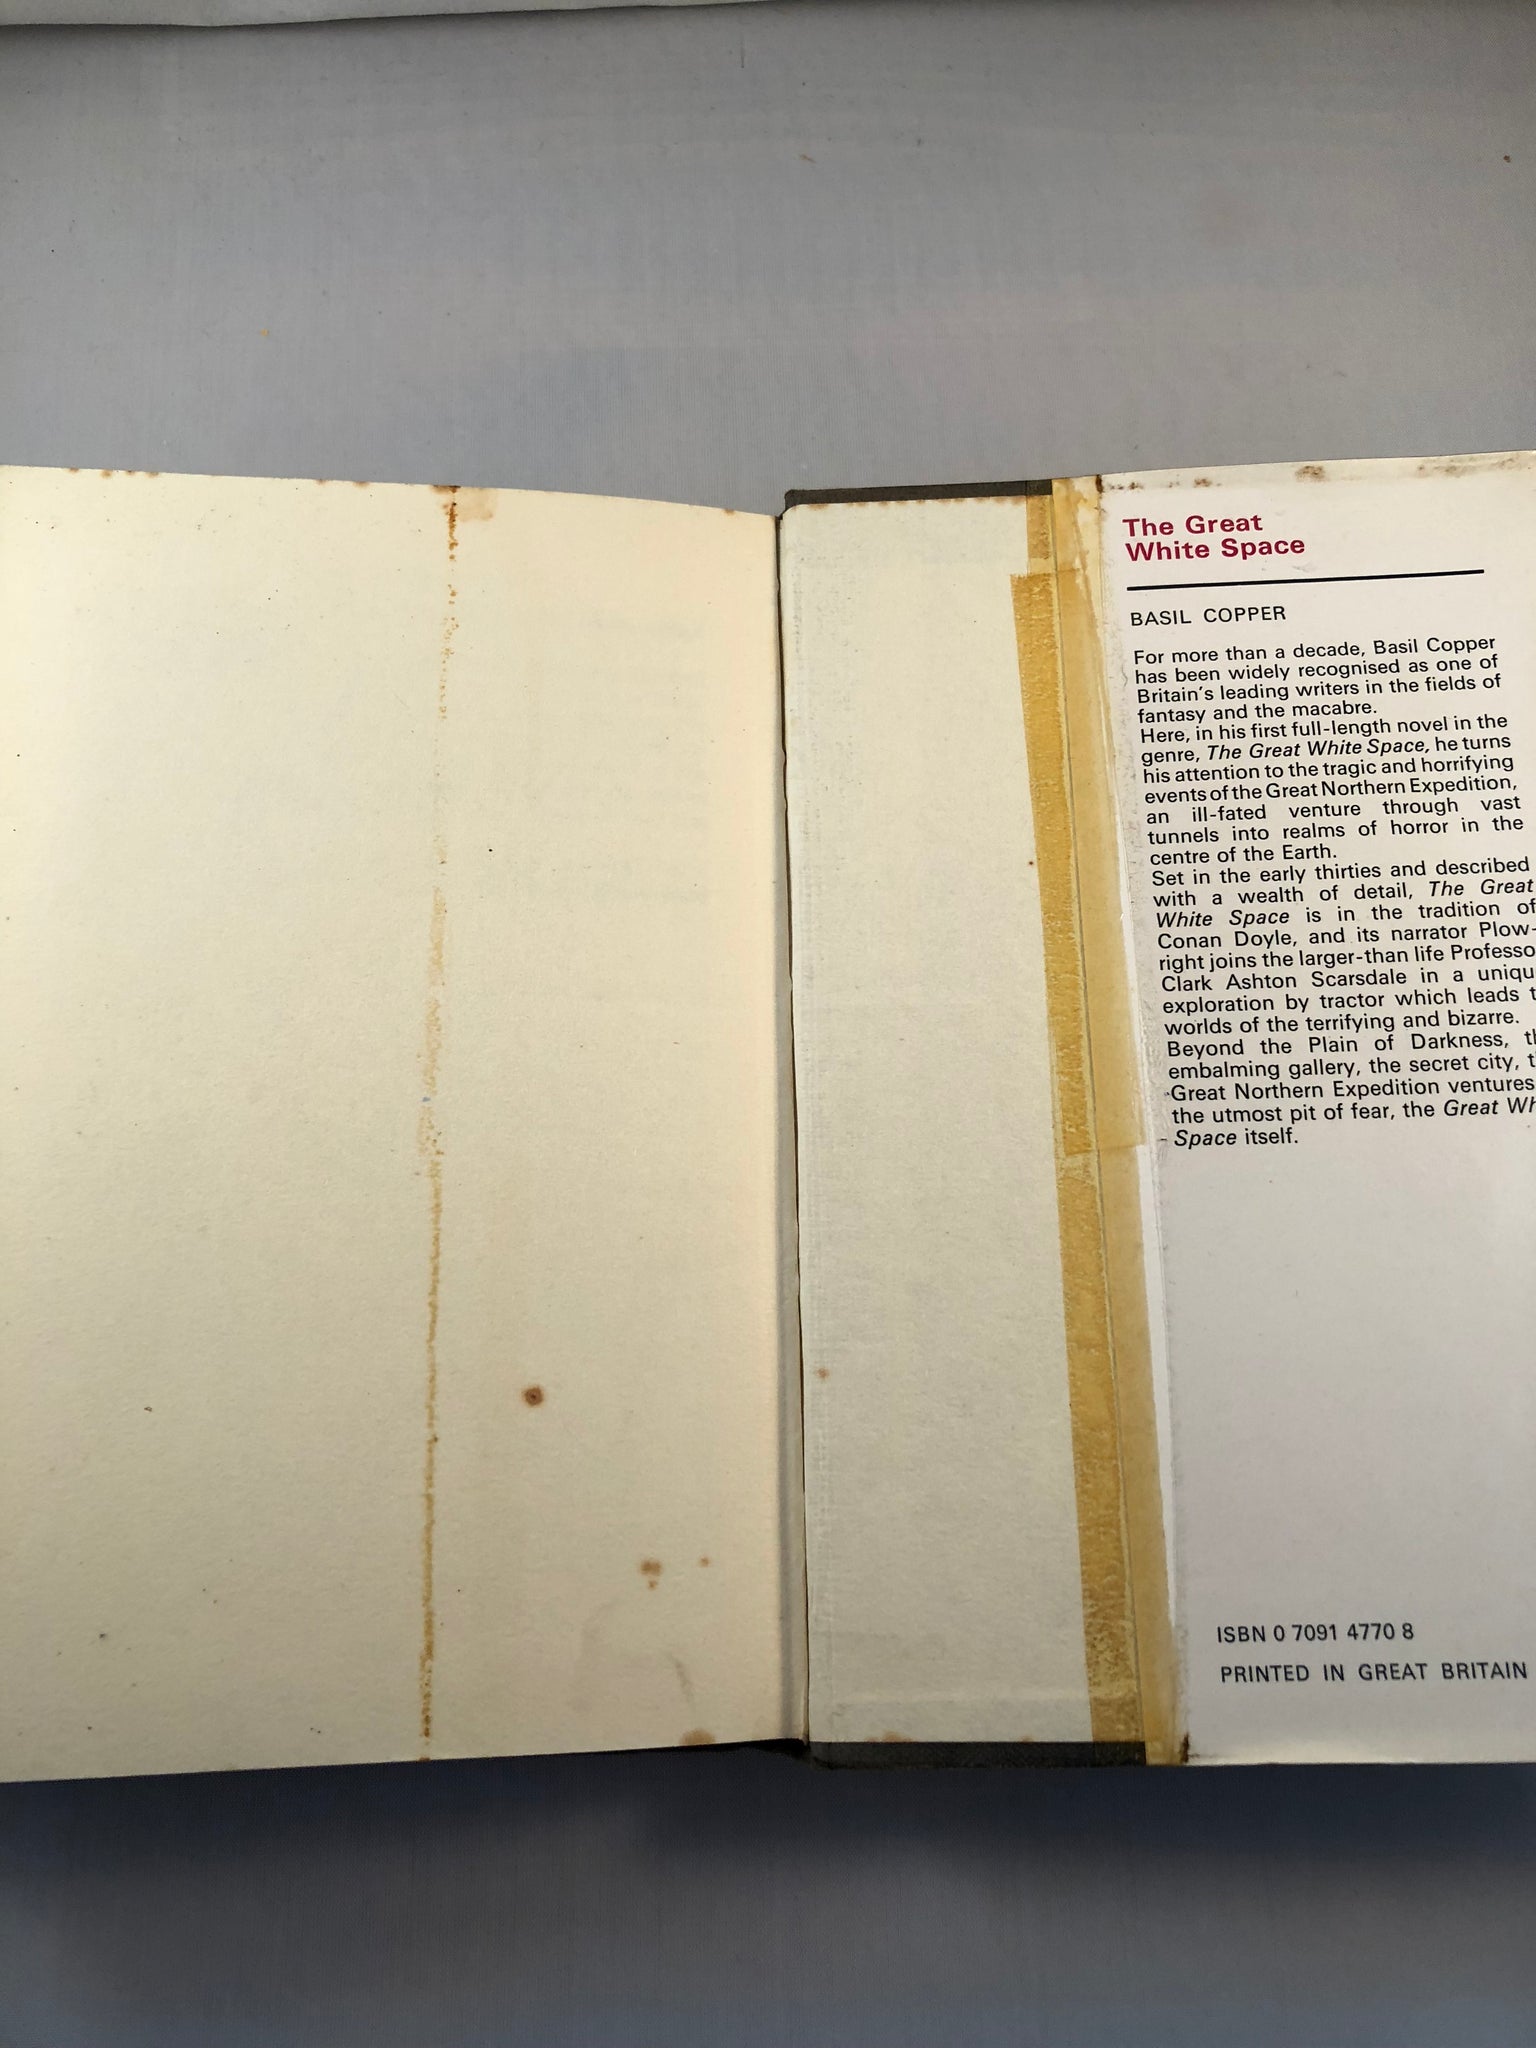 The Great
White Space
BASIL COPPER
For more than a decade, Basil Copper
has been widely recognised as one of
Britain's leading writers in the fields of
fantasy and the macabre.
Here, in his first full-length novel in the
genre, The Great White Space, he turns
his attention to the tragic and horrifying
events of the Great Northern Expedition,
an ill-fated venture through vast
tunnels into realms of horror in the
centre of the Earth.
Set in the early thirties and described
with a wealth of detail, The Great
White Space is in the tradition of
Conan Doyle, and its narrator Plow-
right joins the larger-than life Professo
Clark Ashton Scarsdale in a uniqu
exploration by tractor which leads t
worlds of the terrifying and bizarre.
Beyond the Plain of Darkness, th
embalming gallery, the secret city, t
Great Northern Expedition ventures
the utmost pit of fear, the Great Wh
Space itself.
ISBN 0 7091 4770 8
PRINTED IN GREAT BRITAIN